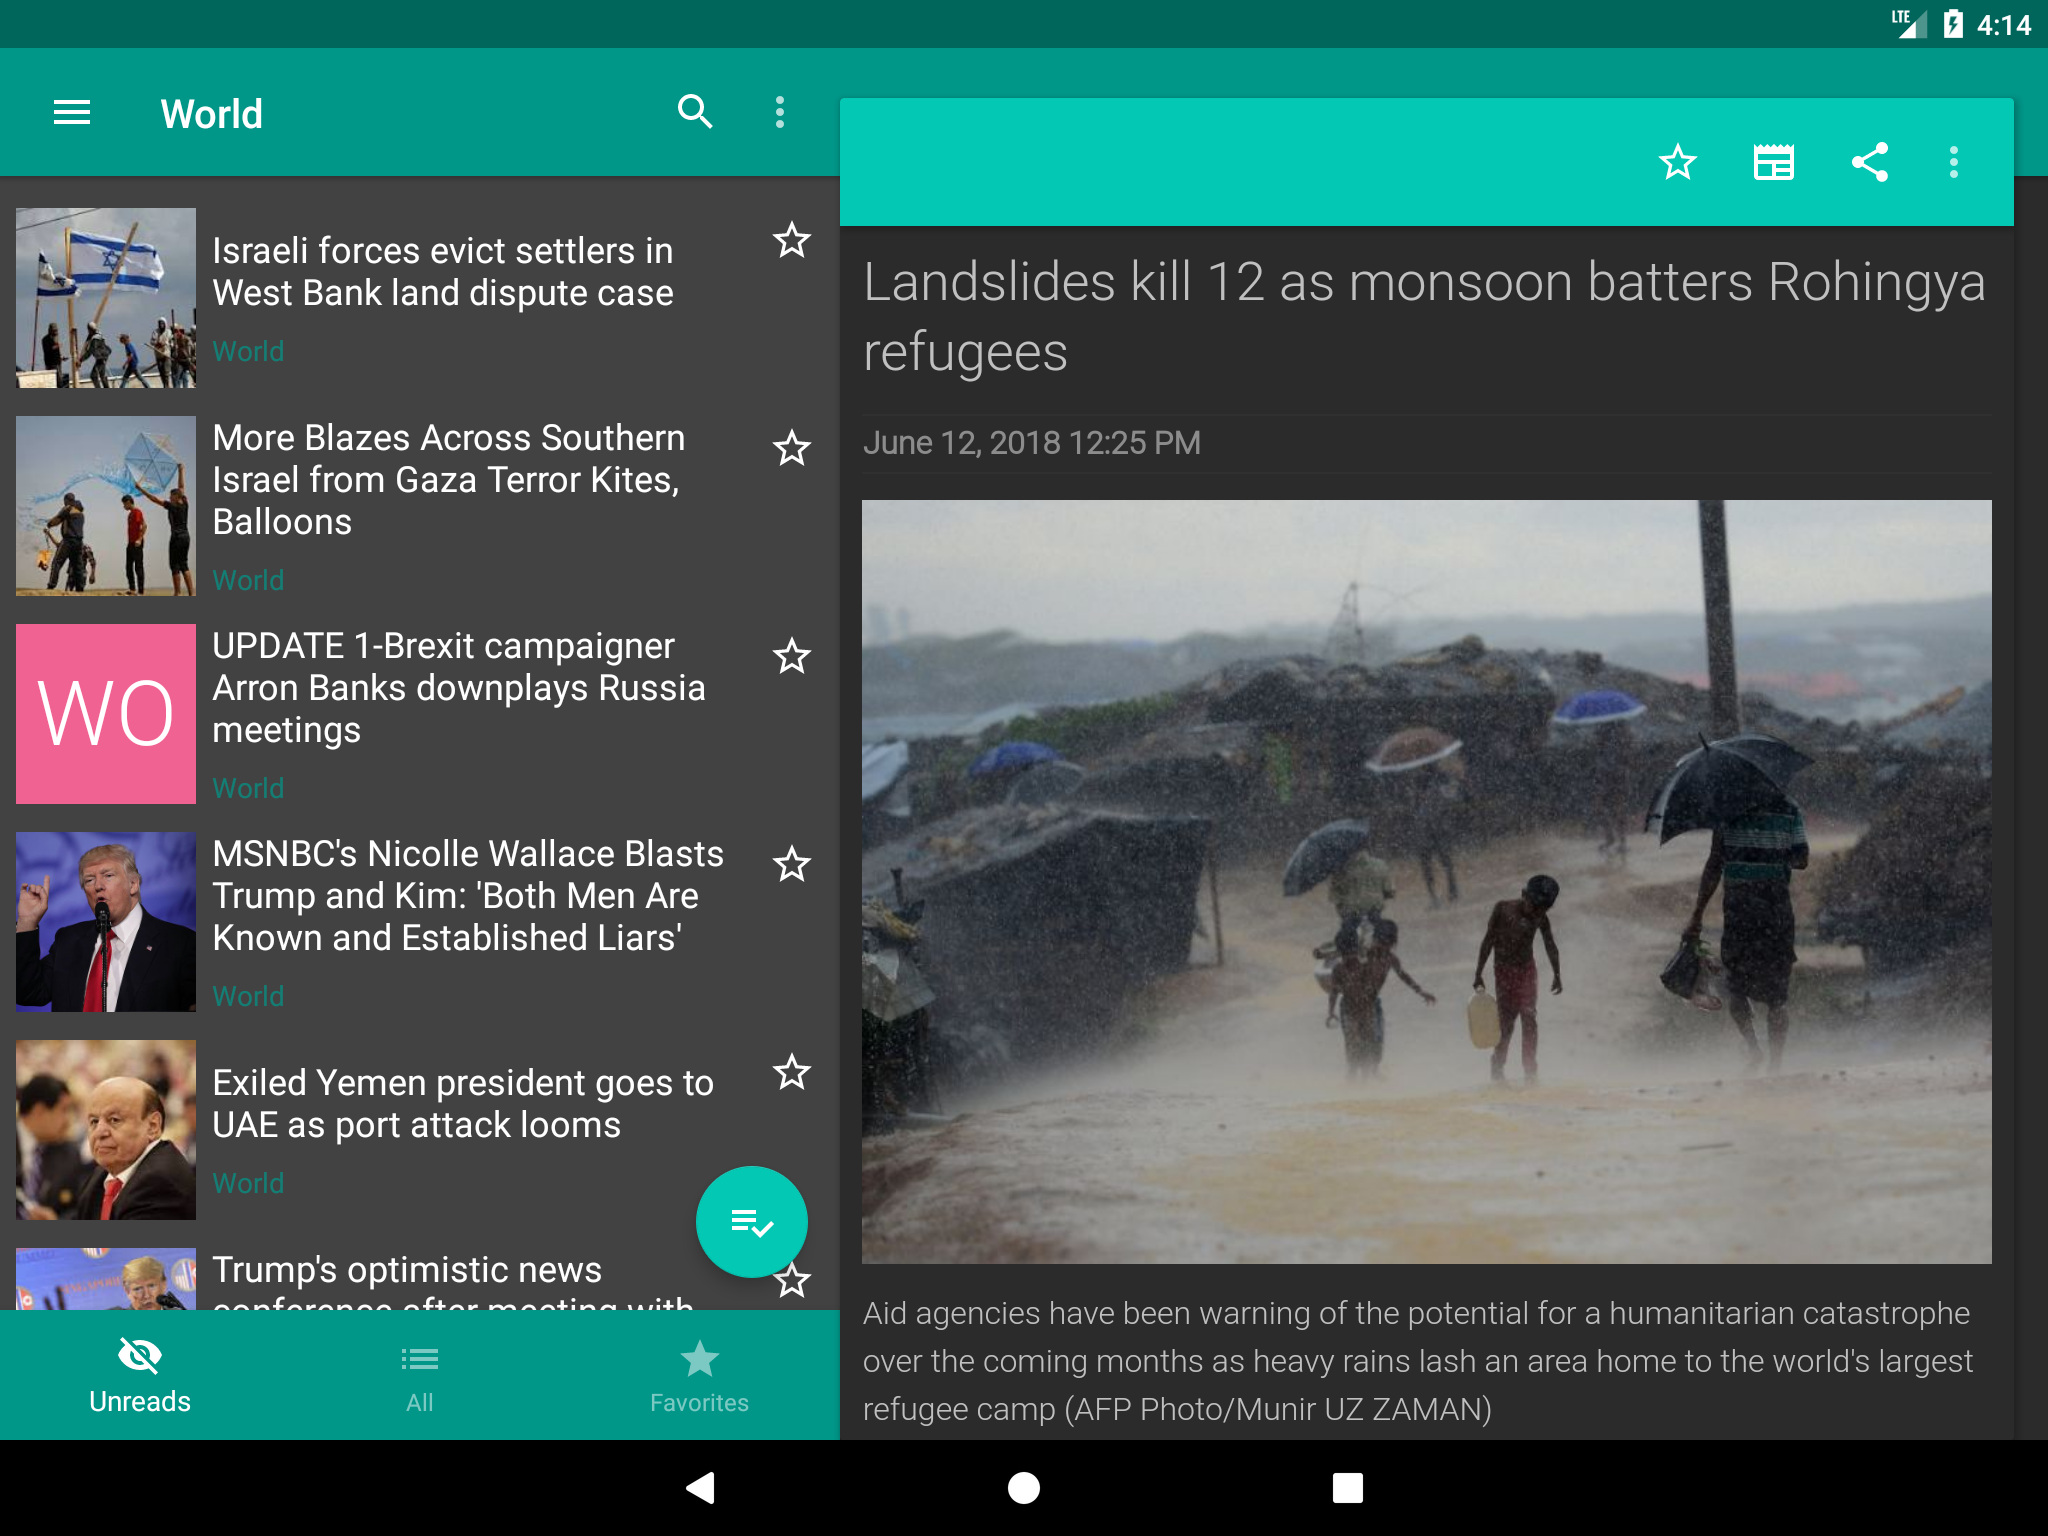 LTE 4:14
World
Israeli forces evict settlers in
West Bank land dispute case
World
More Blazes Across Southern
Israel from Gaza Terror Kites,
Balloons
World
WO
UPDATE 1-Brexit campaigner
Arron Banks downplays Russia
meetings
World
MSNBC's Nicolle Wallace Blasts
Trump and Kim: 'Both Men Are
Known and Established Liars'
World
Exiled Yemen president goes to
UAE as port attack looms
World
Trump's optimistic news
conference after meeting with
Unreads
All
Favorites
Landslides kill 12 as monsoon batters Rohingya
refugees
June 12, 2018 12:25 PM
Aid agencies have been warning of the potential for a humanitarian catastrophe
over the coming months as heavy rains lash an area home to the world's largest
refugee camp (AFP Photo/Munir UZ ZAMAN)